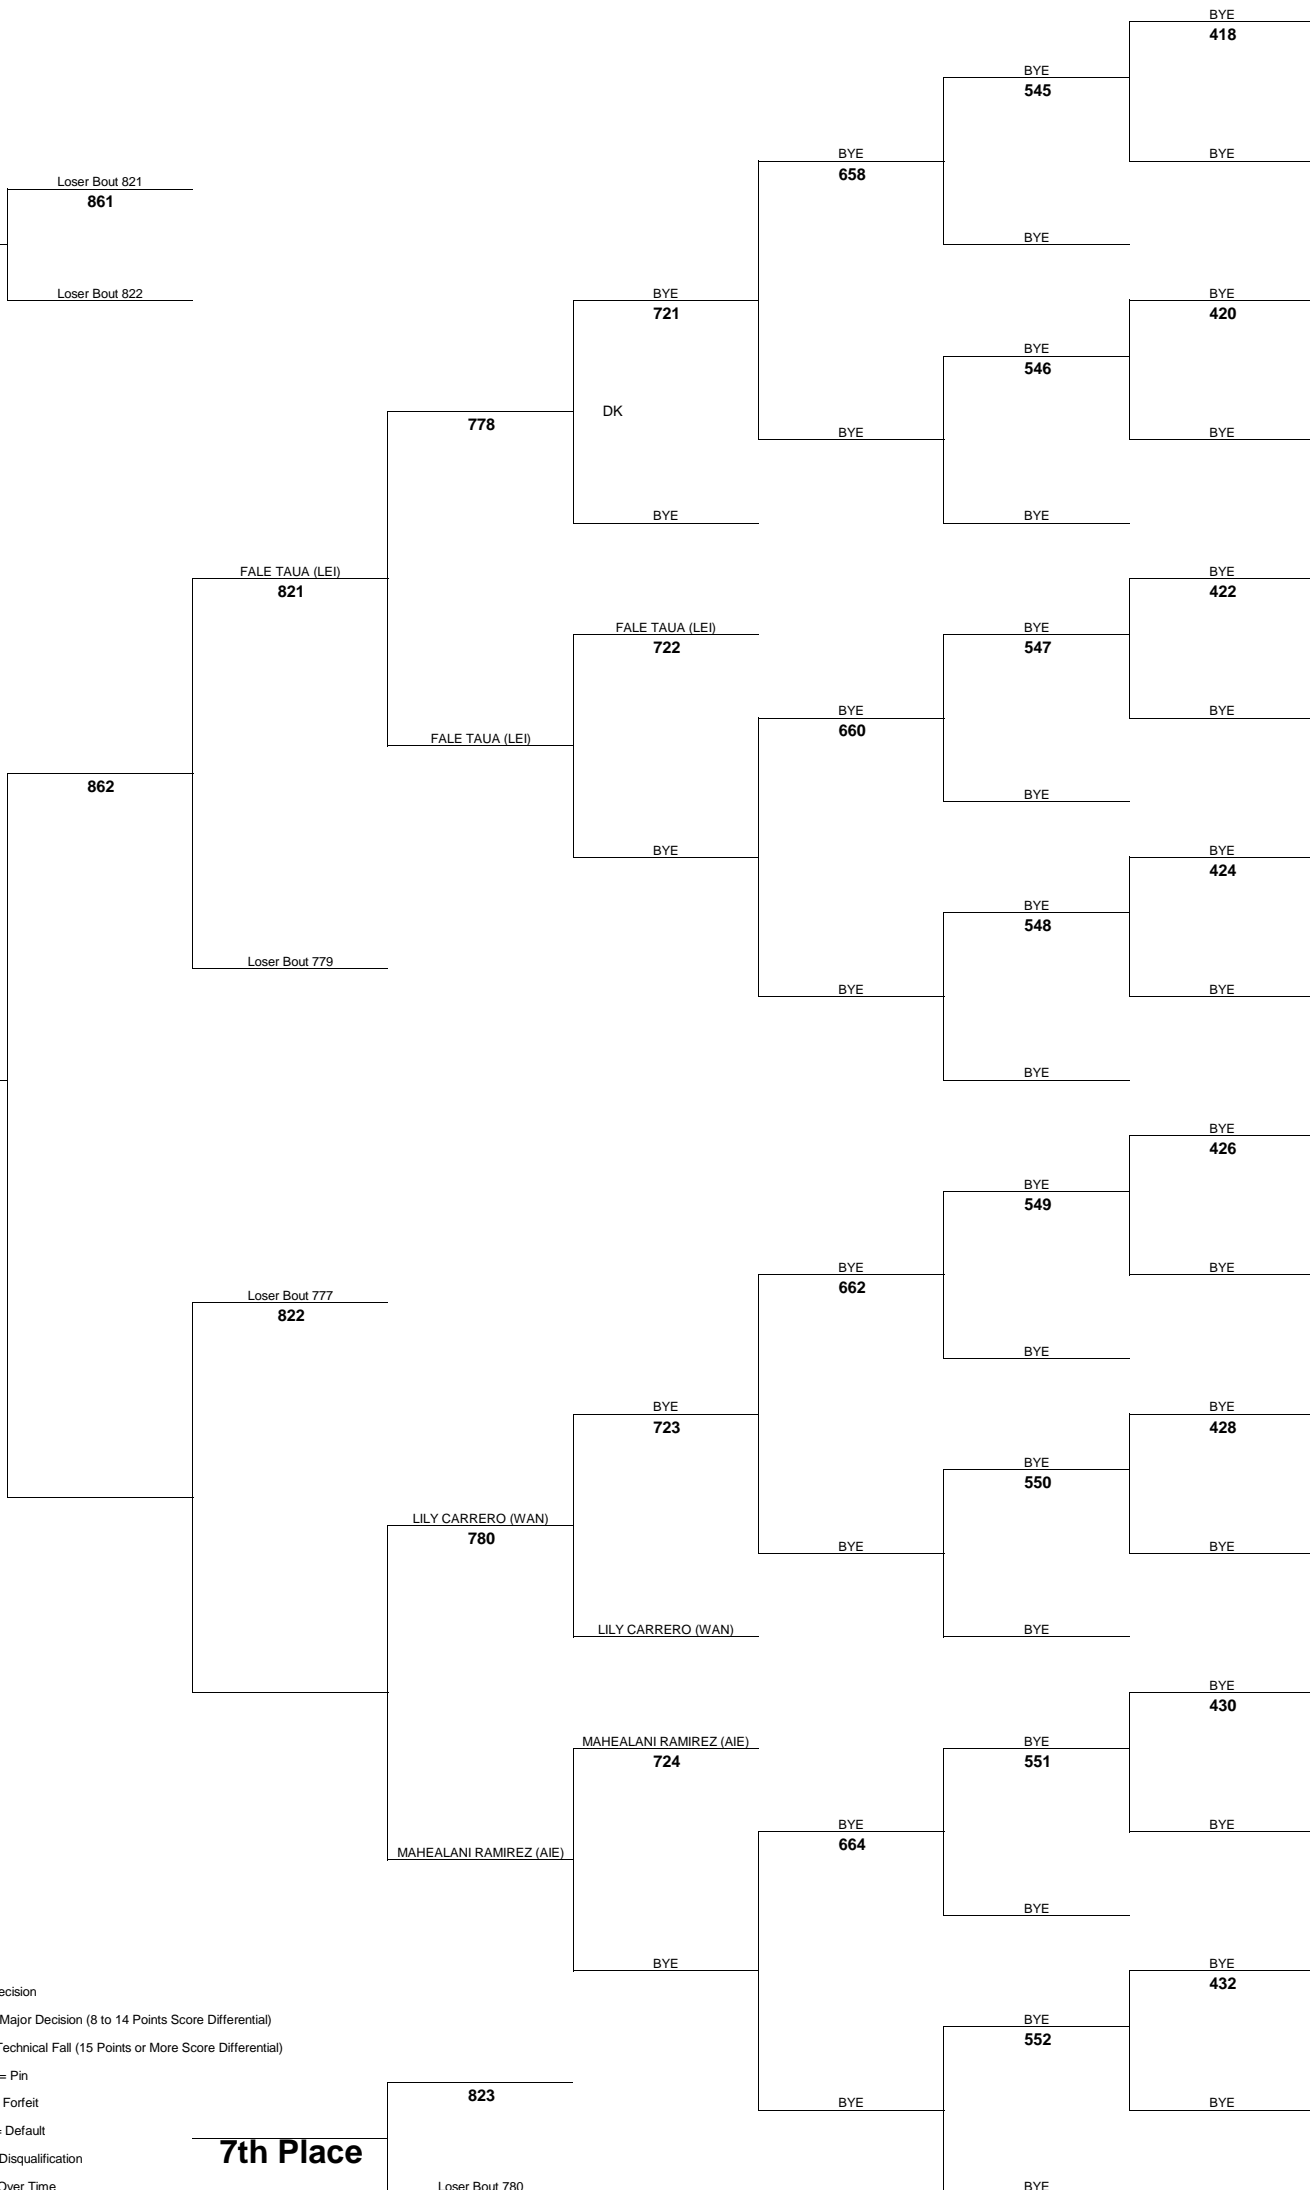 BYE
418
BYE
545
BYE
658
BYE
Loser Bout 821
861
BYE
Loser Bout 822
BYE
721
BYE
420
BYE
546
DK
778
BYE
BYE
BYE
BYE
FALE TAUA (LEI)
821
BYE
422
FALE TAUA (LEI)
722
BYE
547
BYE
660
BYE
FALE TAUA (LEI)
862
BYE
BYE
BYE
424
BYE
548
Loser Bout 779
BYE
BYE
BYE
BYE
426
BYE
549
BYE
662
BYE
Loser Bout 777
822
BYE
BYE
723
BYE
428
BYE
550
LILY CARRERO (WAN)
780
BYE
BYE
LILY CARRERO (WAN)
BYE
BYE
430
MAHEALANI RAMIREZ (AIE)
724
BYE
551
BYE
664
BYE
MAHEALANI RAMIREZ (AIE)
BYE
BYE
BYE
432
ecision
Major Decision (8 to 14 Points Score Differential)
BYE
552
Technical Fall (15 Points or More Score Differential)
= Pin
823
Forfeit
BYE
BYE
= Default
7th Place
Disqualification
Over Time
Loser Bout 780
BYE